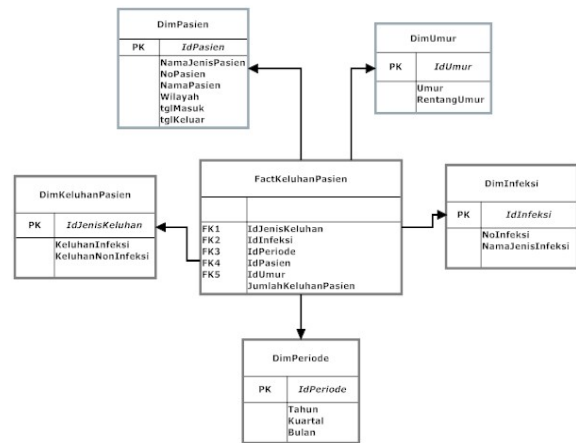 DimPasien
PK IdPasien
NamaJenisPasien
NoPasien
NamaPasien
Wilayah
tglMasuk
tglKeluar
DimUmur
PK IdUmur
Umur
RentangUmur
FactKeluhanPasien
FK1 IdJenisKeluhan
FK2 IdInfeksi
FK3 IdPeriode
FK4 IdPasien
FK5 IdUmur
JumlahKeluhanPasien
DimKeluhanPasien
PK IdJenisKeluhan
KeluhanInfeksi
KeluhanNonInfeksi
DimInfeksi
PK IdInfeksi
NoInfeksi
NamaJenisInfeksi
DimPeriode
PK IdPeriode
Tahun
Kuartal
Bulan